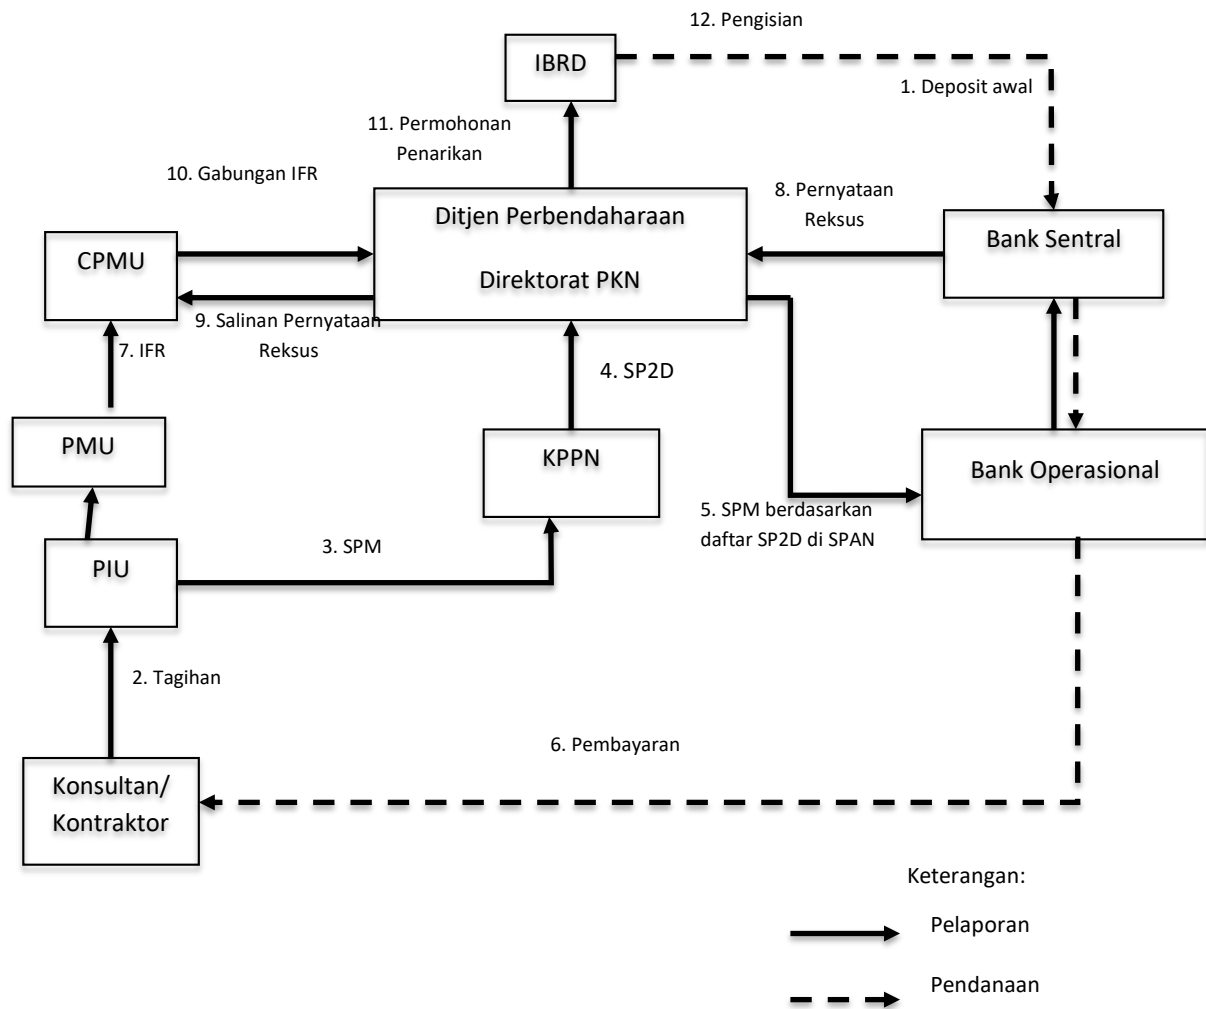 12. Pengisian
IBRD
1. Deposit awal
11. Permohonan
Penarikan
10. Gabungan IFR
8. Pernyataan
Reksus
Ditjen Perbendaharaan
Direktorat PKN
Bank Sentral
CPMU
9. Salinan Pernyataan
Reksus
7. IFR
4. SP2D
PMU
KPPN
Bank Operasional
5. SPM berdasarkan
daftar SP2D di SPAN
3. SPM
PIU
2. Tagihan
6. Pembayaran
Konsultan/
Kontraktor
Keterangan:
Pelaporan
Pendanaan